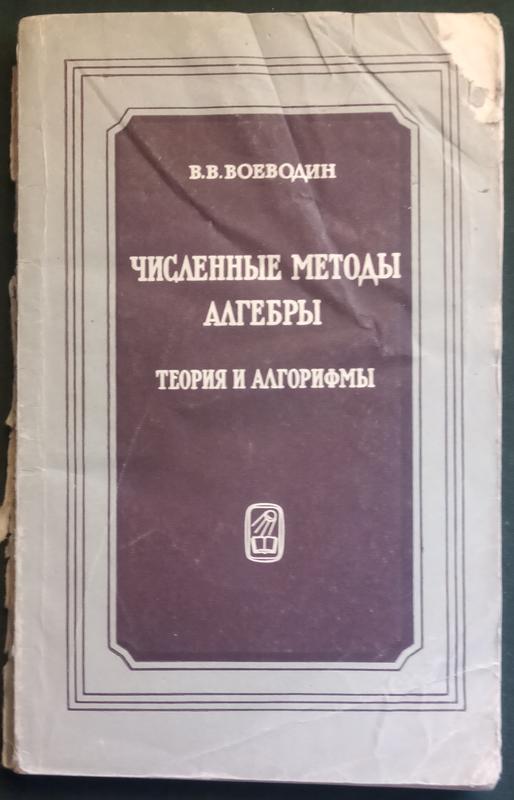 В.В.ВОЕВОДИН
ЧИСЛЕННЫЕ МЕТОДЫ
АЛГЕБРЫ
ТЕОРИЯ И АЛГОРИФМЫ